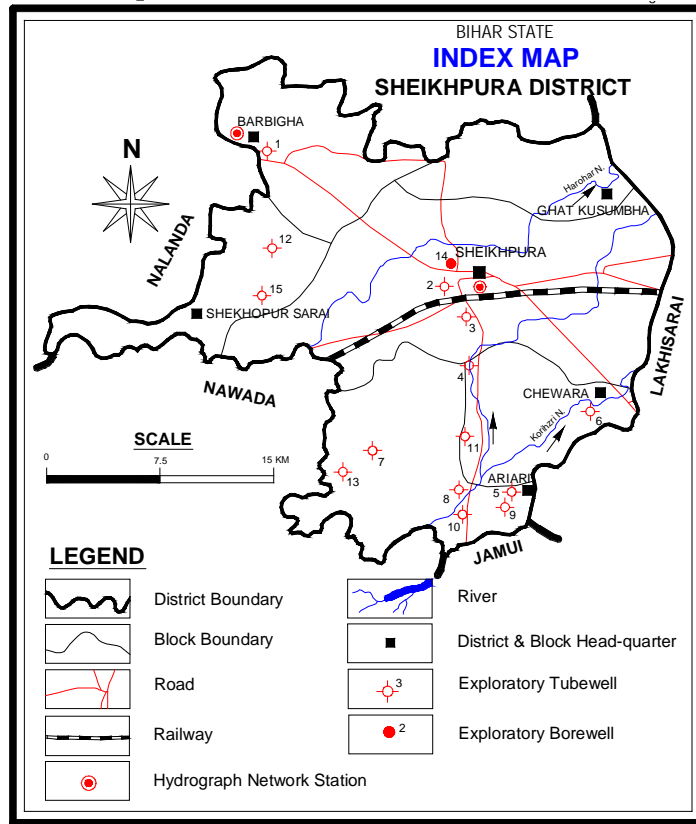 BIHAR STATE
INDEX MAP
SHEIKHPURA DISTRICT
BARBIGHA
1
N
Harohar N.
GHAT KUSUMBHA
NALANDA
12
14
SHEIKHPURA
2
15
SHEKHOPUR SARAI
3
LAKHISARAI
4
NAWADA
CHEWARA
6
Korihzri N.
SCALE
11
0
7.5
15 KM
7
13
8
ARIARI
5
9
10
JAMUI
LEGEND
District Boundary
River
Block Boundary
District & Block Head-quarter
Road
3
Exploratory Tubewell
Railway
2
Exploratory Borewell
Hydrograph Network Station